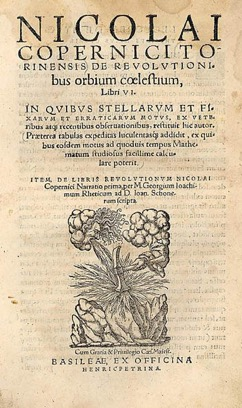 NICOLAI
COPERNICI TO-
RINENSIS DE REVOLVTIONI-
bus orbium cœlestium,
Libri VI.
IN QVIBVS STELLARVM ET FI-
XARVM ET ERRATICARVM MOTVS, EX VETE-
ribus atq; recentibus obseruationibus, restituit hic autor.
Præterea tabulas expeditas luculentasq; addidit, ex qui-
bus eosdem motus ad quoduis tempus Mathe-
matum studiosus facillime calcu-
lare poterit.
ITEM, DE LIBRIS REVOLVTIONVM NICOLAI
Copernici Narratio prima, per M. Georgium Ioachi-
mum Rheticum ad D. Ioan. Schone-
rum scripta.
Cum Gratia & Priuilegio Cæs. Maiest.
BASILEAE, EX OFFICINA
HENRICPETRINA.